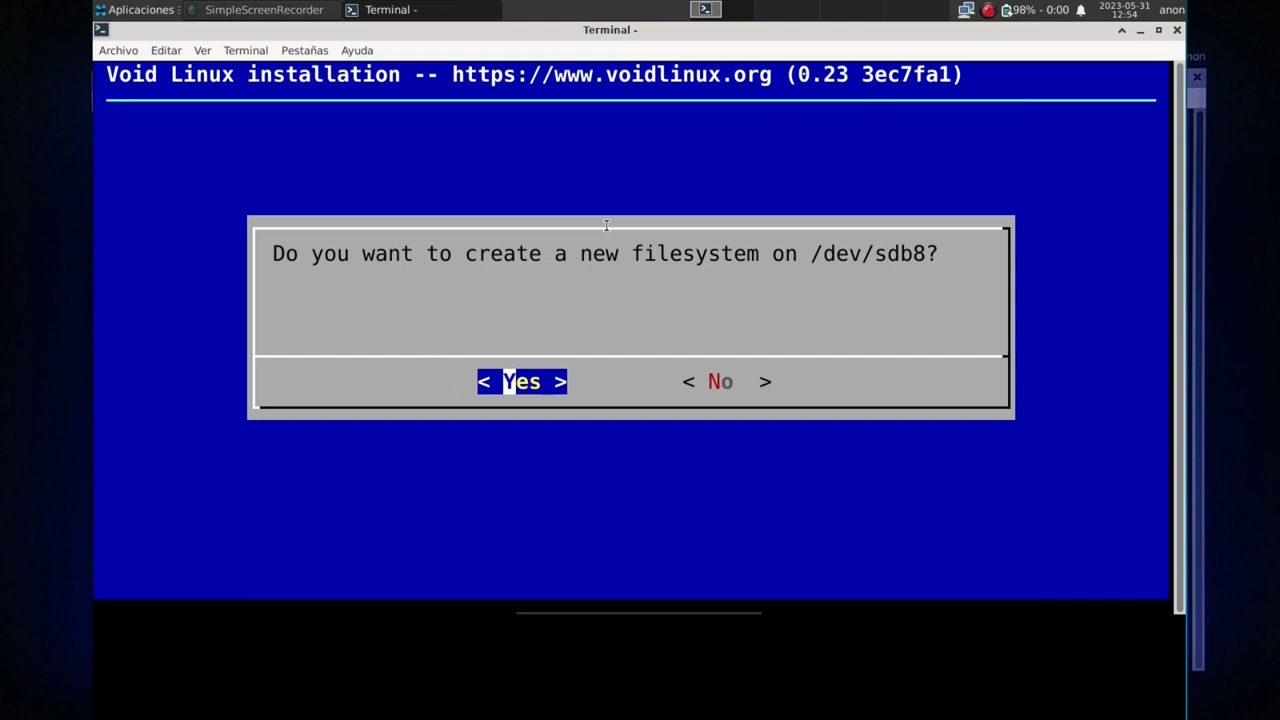 Aplicaciones SimpleScreenRecorder Terminal - 98% - 0:00 2023-05-31 anon
12:54
Terminal -
Archivo Editar Ver Terminal Pestañas Ayuda
non
Void Linux installation -- https://www.voidlinux.org (0.23 3ec7fa1)
Do you want to create a new filesystem on /dev/sdb8?
< Yes > < No >